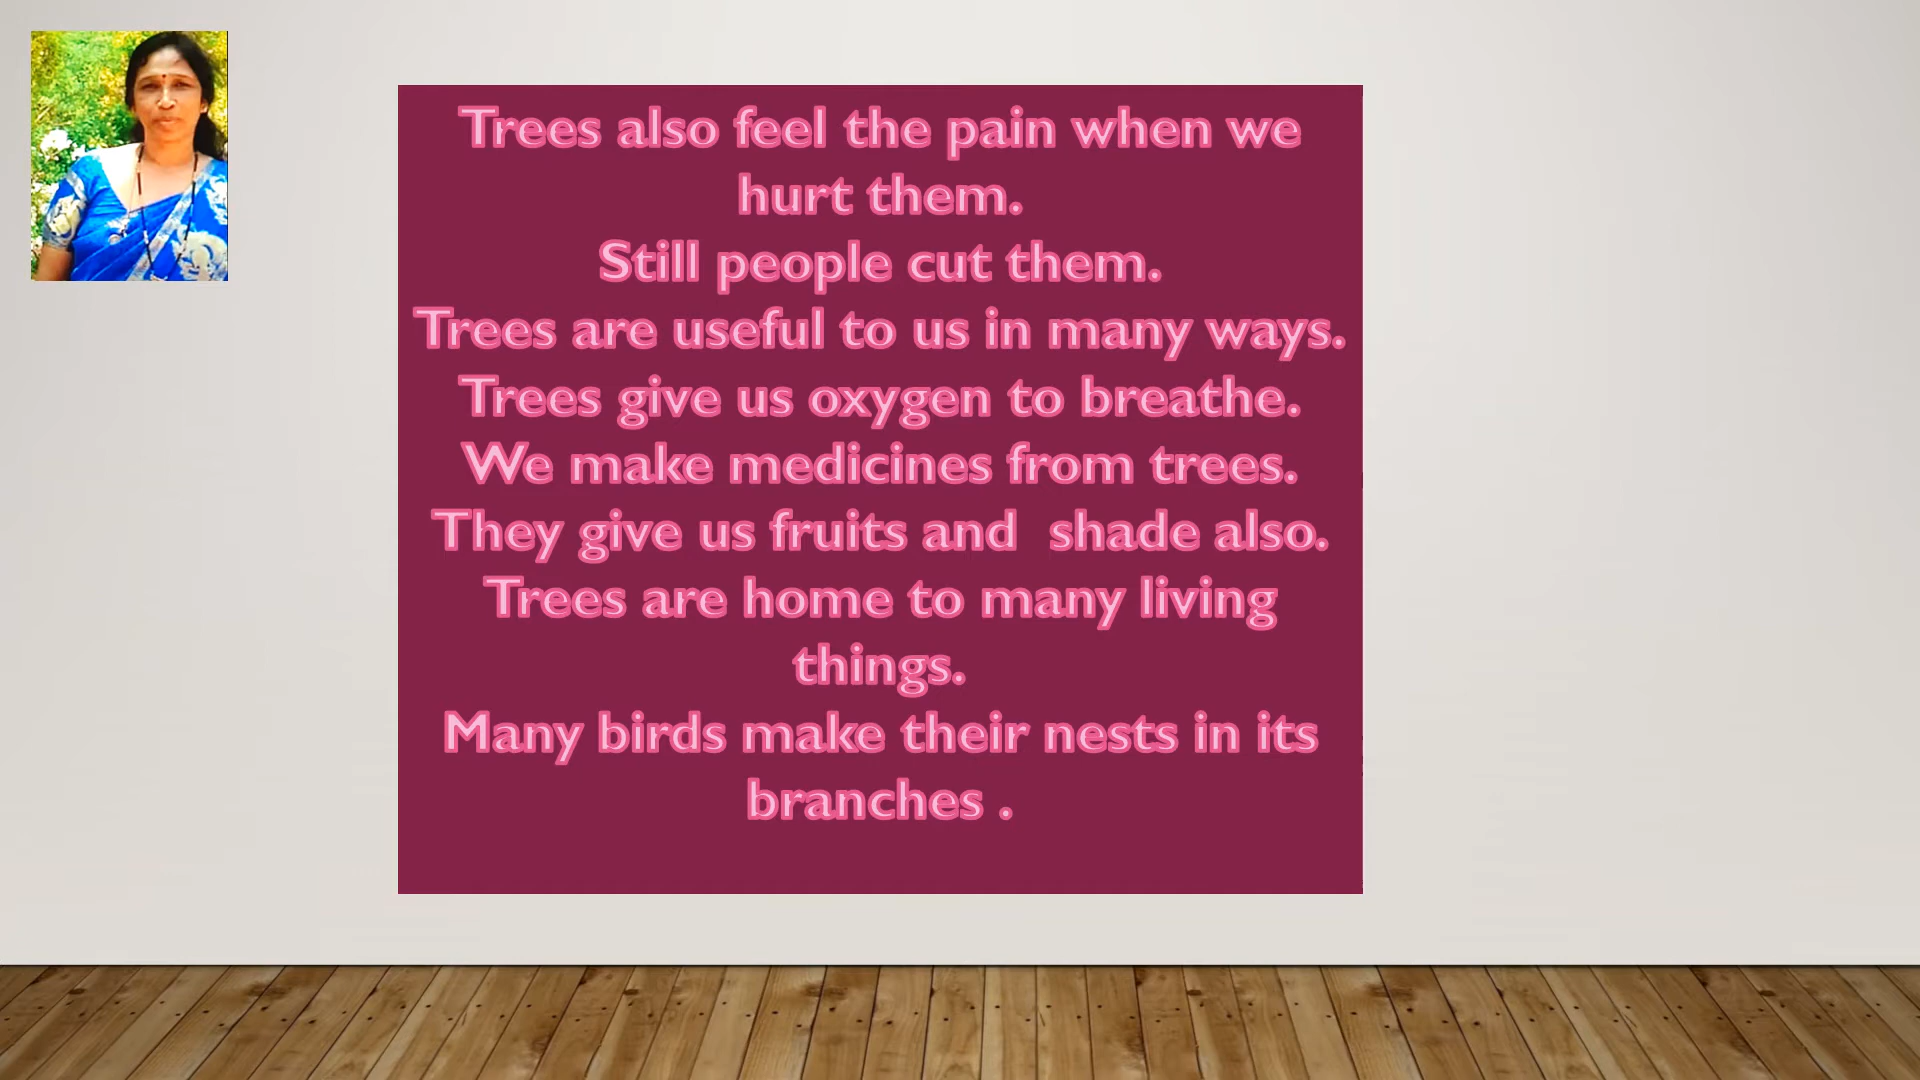 Trees also feel the pain when we
hurt them.
Still people cut them.
Trees are useful to us in many ways.
Trees give us oxygen to breathe.
We make medicines from trees.
They give us fruits and  shade also.
Trees are home to many living
things.
Many birds make their nests in its
branches .